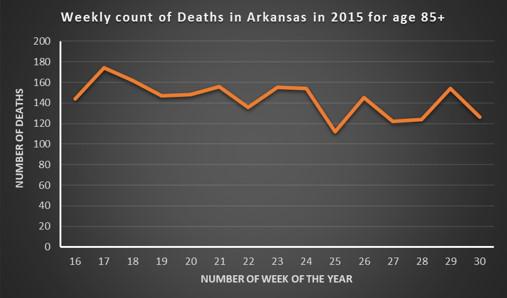 Weekly count of Deaths in Arkansas in 2015 for age 85+
200
180
160
140
120
100
80
60
40
20
0
NUMBER OF DEATHS
16 17 18 19 20 21 22 23 24 25 26 27 28 29 30
NUMBER OF WEEK OF THE YEAR